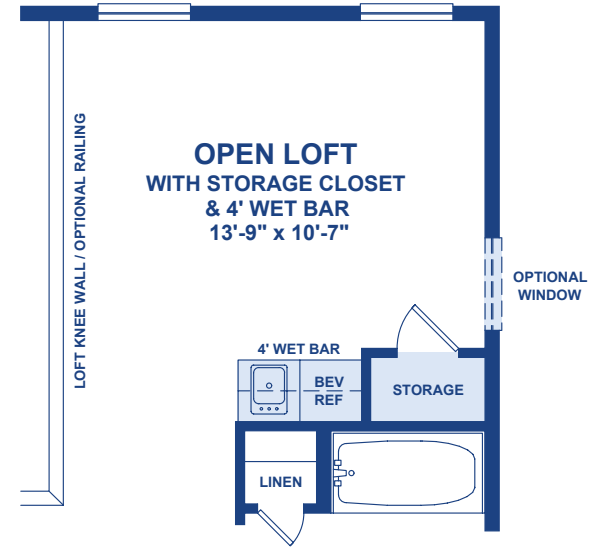 OPEN LOFT
WITH STORAGE CLOSET
& 4' WET BAR
13'-9" x 10'-7"
LOFT KNEE WALL / OPTIONAL RAILING
OPTIONAL
WINDOW
4' WET BAR
BEV
REF
STORAGE
LINEN